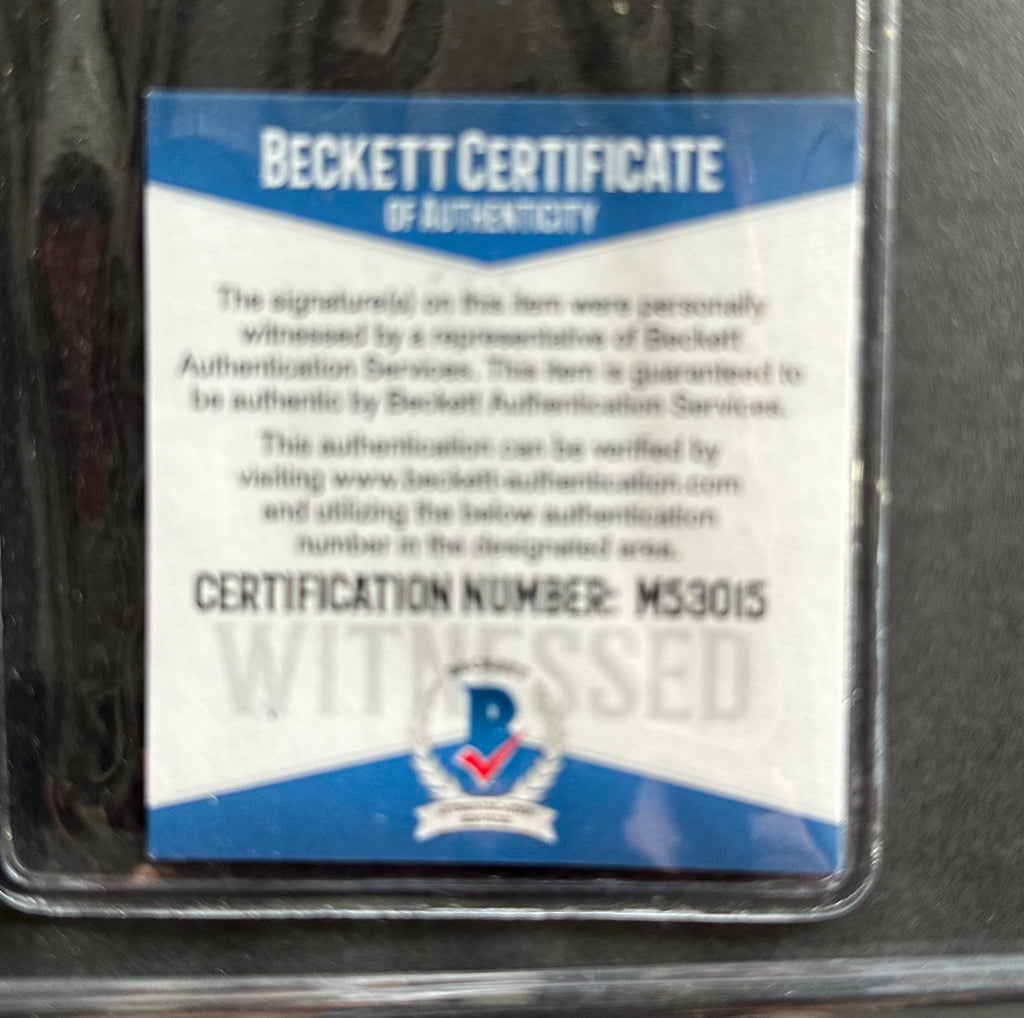 BECKETT CERTIFICATE
OF AUTHENTICITY
The signature(s) on this item were personally
witnessed by a representative of Beckett
Authentication Services. This item is guaranteed to
be authentic by Beckett Authentication Services.
This authentication can be verified by
visiting www.beckett-authentication.com
and utilizing the below authentication
number in the designated area.
CERTIFICATION NUMBER: M53015
WITNESSED
B